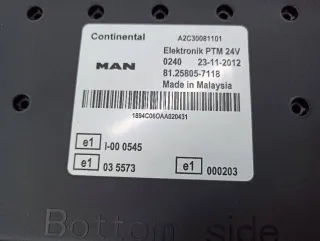 Continental A2C30081101
Elektronik PTM 24V
MAN 0240 23-11-2012
81.25805-7118
Made in Malaysia
1894C00OAA020431
e1 I-00 0545
e1 03 5573 e1 000203
Bottom side